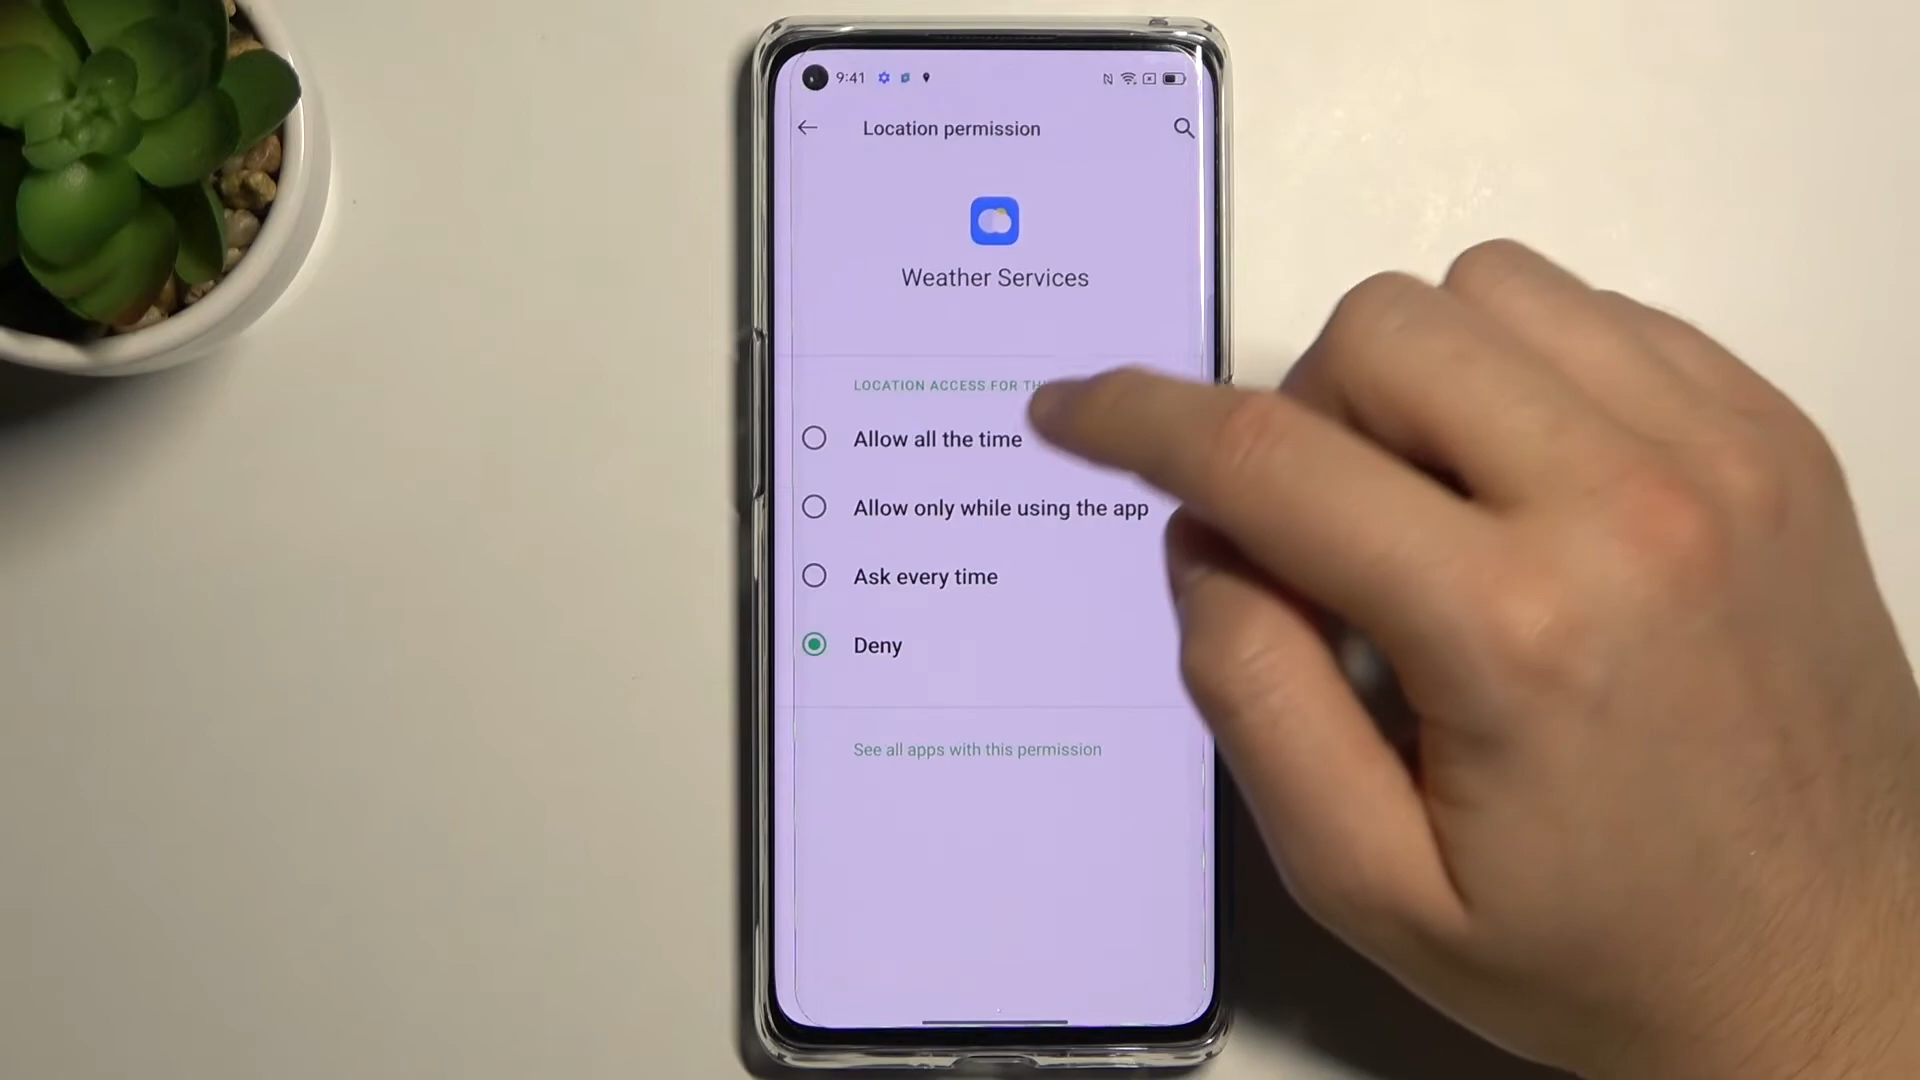 9:41
Location permission
Weather Services
LOCATION ACCESS FOR
Allow all the time
Allow only while using the app
Ask every time
Deny
See all apps with this permission